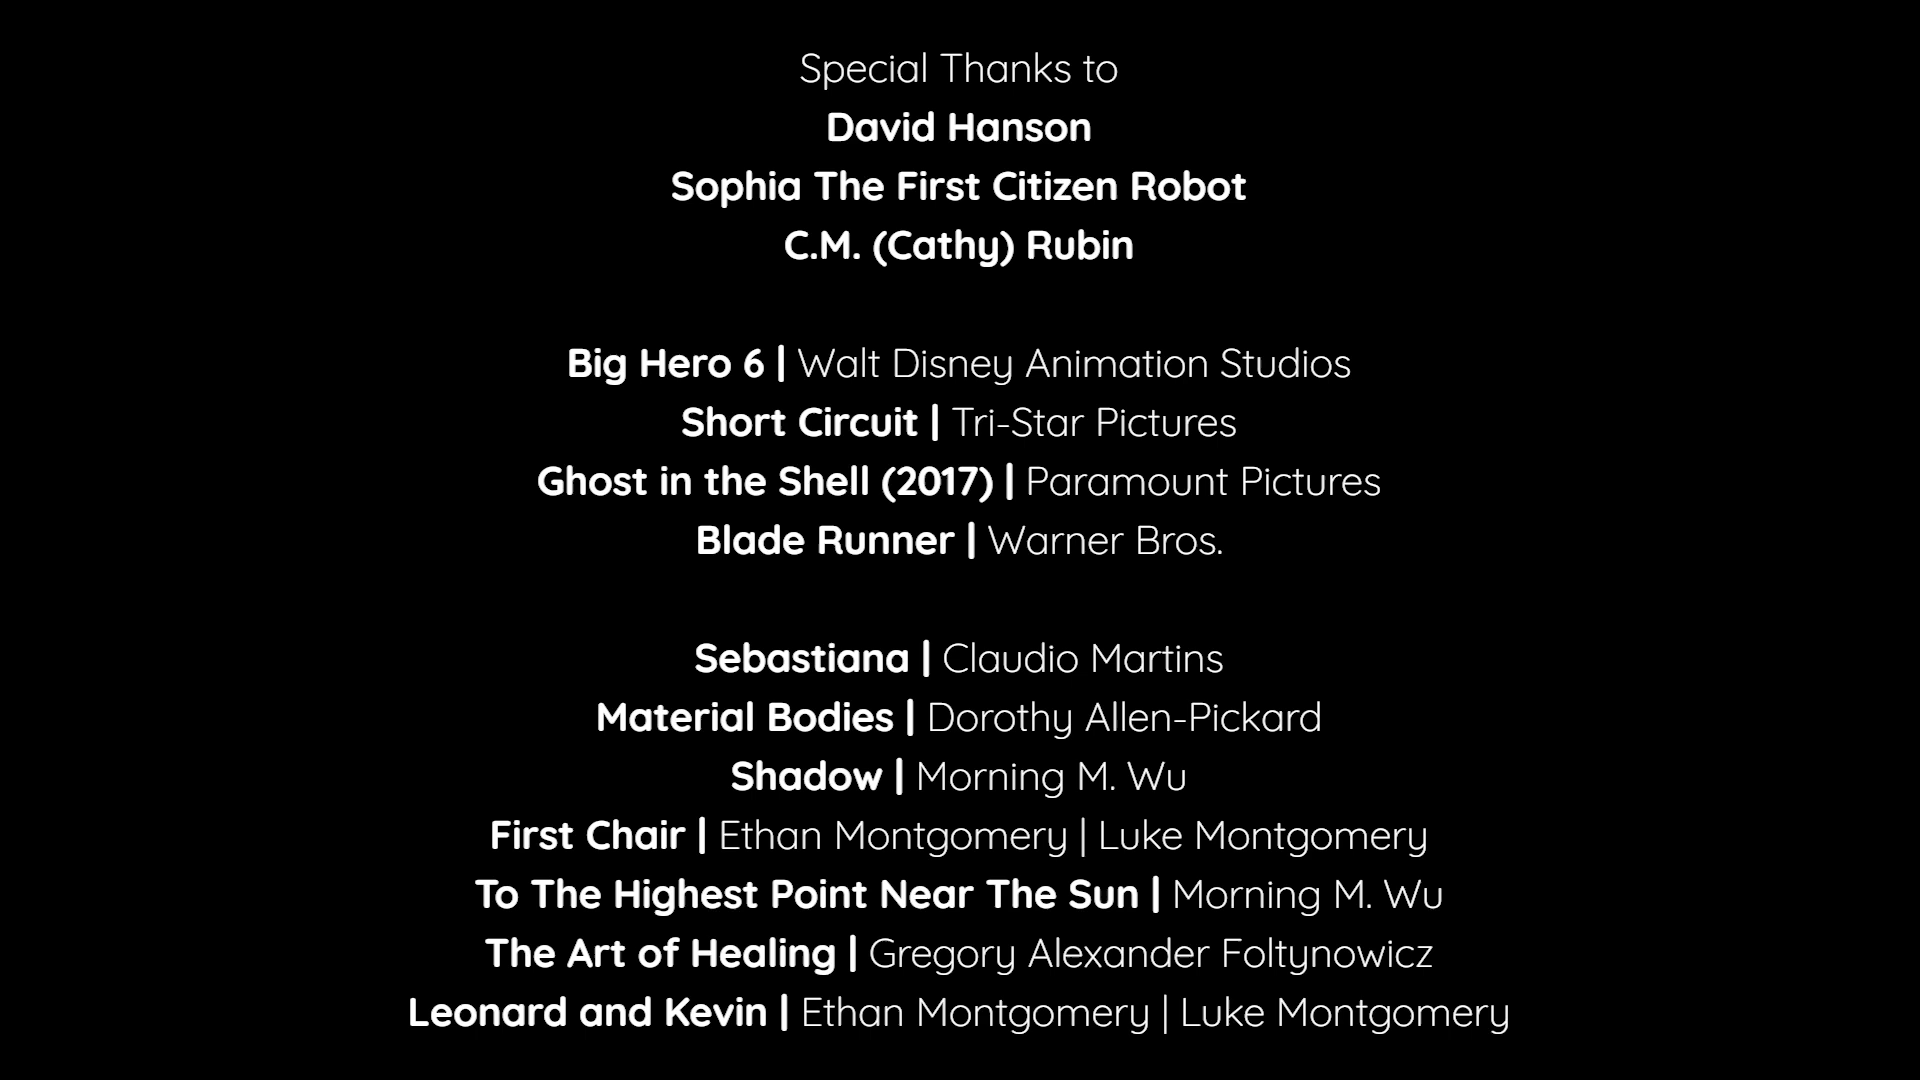 Special Thanks to
David Hanson
Sophia The First Citizen Robot
C.M. (Cathy) Rubin
Big Hero 6 | Walt Disney Animation Studios
Short Circuit | Tri-Star Pictures
Ghost in the Shell (2017) | Paramount Pictures
Blade Runner | Warner Bros.
Sebastiana | Claudio Martins
Material Bodies | Dorothy Allen-Pickard
Shadow | Morning M. Wu
First Chair | Ethan Montgomery | Luke Montgomery
To The Highest Point Near The Sun | Morning M. Wu
The Art of Healing | Gregory Alexander Foltynowicz
Leonard and Kevin | Ethan Montgomery | Luke Montgomery